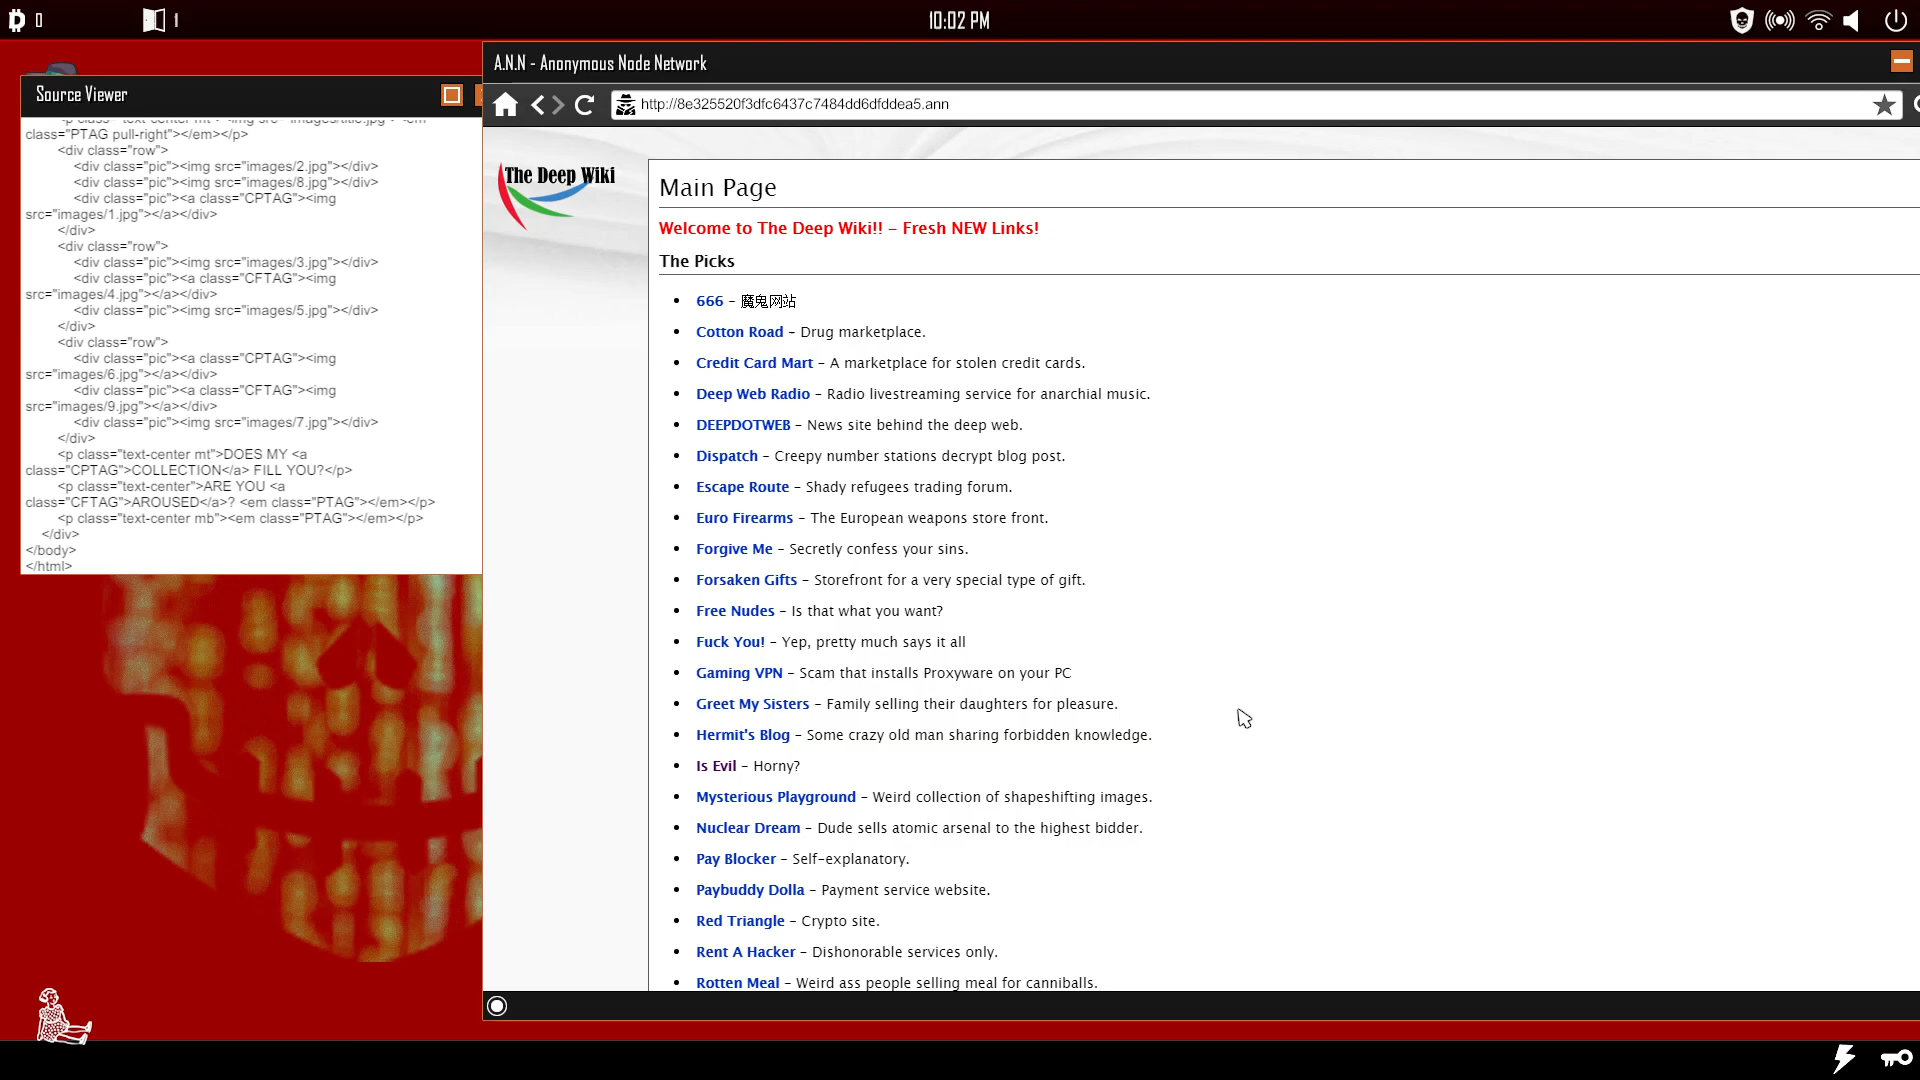 0
1
10:02 PM
A.N.N - Anonymous Node Network
Source Viewer
http://8e325520f3dfc6437c7484dd6dfddea5.ann
class="PTAG pull-right"></em></p>
<div class="row">
<div class="pic"><img src="images/2.jpg"></div>
<div class="pic"><img src="images/8.jpg"></div>
<div class="pic"><a class="CPTAG"><img
src="images/1.jpg"></a></div>
</div>
<div class="row">
<div class="pic"><img src="images/3.jpg"></div>
<div class="pic"><a class="CFTAG"><img
src="images/4.jpg"></a></div>
<div class="pic"><img src="images/5.jpg"></div>
</div>
<div class="row">
<div class="pic"><a class="CPTAG"><img
src="images/6.jpg"></a></div>
<div class="pic"><a class="CFTAG"><img
src="images/9.jpg"></a></div>
<div class="pic"><img src="images/7.jpg"></div>
</div>
<p class="text-center mt">DOES MY <a
class="CPTAG">COLLECTION</a> FILL YOU?</p>
<p class="text-center">ARE YOU <a
class="CFTAG">AROUSED</a>? <em class="PTAG"></em></p>
<p class="text-center mb"><em class="PTAG"></em></p>
</div>
</body>
</html>
The Deep Wiki
Main Page
Welcome to The Deep Wiki!! - Fresh NEW Links!
The Picks
• 666 - 魔鬼网站
• Cotton Road - Drug marketplace.
• Credit Card Mart - A marketplace for stolen credit cards.
• Deep Web Radio - Radio livestreaming service for anarchial music.
• DEEPDOTWEB - News site behind the deep web.
• Dispatch - Creepy number stations decrypt blog post.
• Escape Route - Shady refugees trading forum.
• Euro Firearms - The European weapons store front.
• Forgive Me - Secretly confess your sins.
• Forsaken Gifts - Storefront for a very special type of gift.
• Free Nudes - Is that what you want?
• Fuck You! - Yep, pretty much says it all
• Gaming VPN - Scam that installs Proxyware on your PC
• Greet My Sisters - Family selling their daughters for pleasure.
• Hermit's Blog - Some crazy old man sharing forbidden knowledge.
• Is Evil - Horny?
• Mysterious Playground - Weird collection of shapeshifting images.
• Nuclear Dream - Dude sells atomic arsenal to the highest bidder.
• Pay Blocker - Self-explanatory.
• Paybuddy Dolla - Payment service website.
• Red Triangle - Crypto site.
• Rent A Hacker - Dishonorable services only.
• Rotten Meal - Weird ass people selling meal for canniballs.